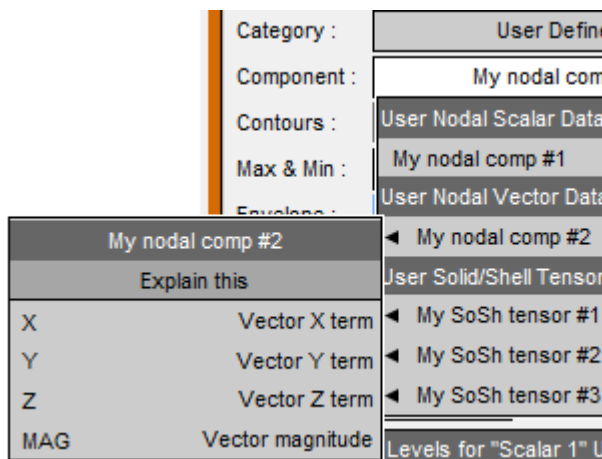 Category :
User Define
Component :
My nodal com
Contours :
User Nodal Scalar Data
Max & Min :
My nodal comp #1
User Nodal Vector Data
Envelope :
My nodal comp #2
◄ My nodal comp #2
Explain this
User Solid/Shell Tensor
X Vector X term
◄ My SoSh tensor #1
Y Vector Y term
◄ My SoSh tensor #2
Z Vector Z term
◄ My SoSh tensor #3
MAG Vector magnitude
Levels for "Scalar 1" U